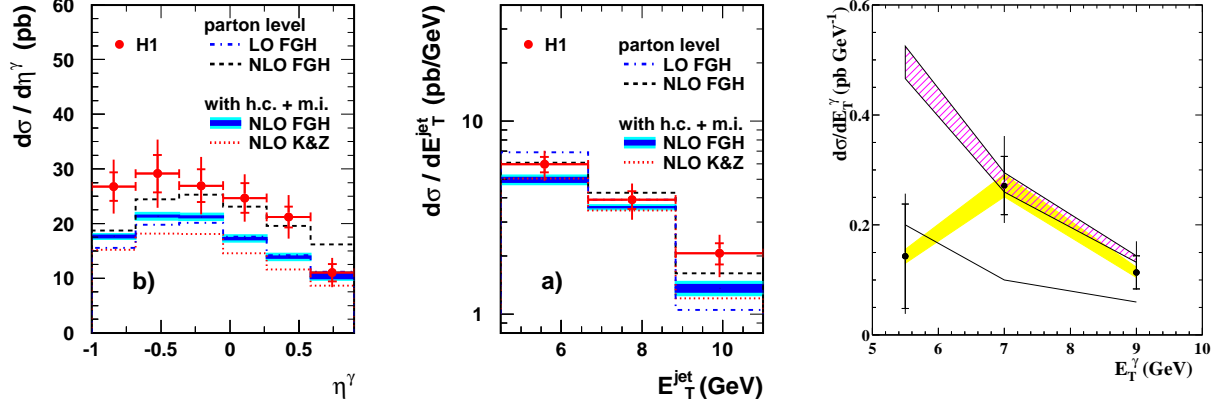 dσ / dη^γ (pb)
60
50
40
30
20
10
0
H1
parton level
LO FGH
NLO FGH
with h.c. + m.i.
NLO FGH
NLO K&Z
b)
-1
-0.5
0
0.5
η^γ
dσ / dE_T^jet (pb/GeV)
10
1
H1
parton level
LO FGH
NLO FGH
with h.c. + m.i.
NLO FGH
NLO K&Z
a)
6
8
10
E_T^jet (GeV)
dσ/dE_T^γ (pb GeV^-1)
0.6
0.4
0.2
0
5
6
7
8
9
10
E_T^γ (GeV)